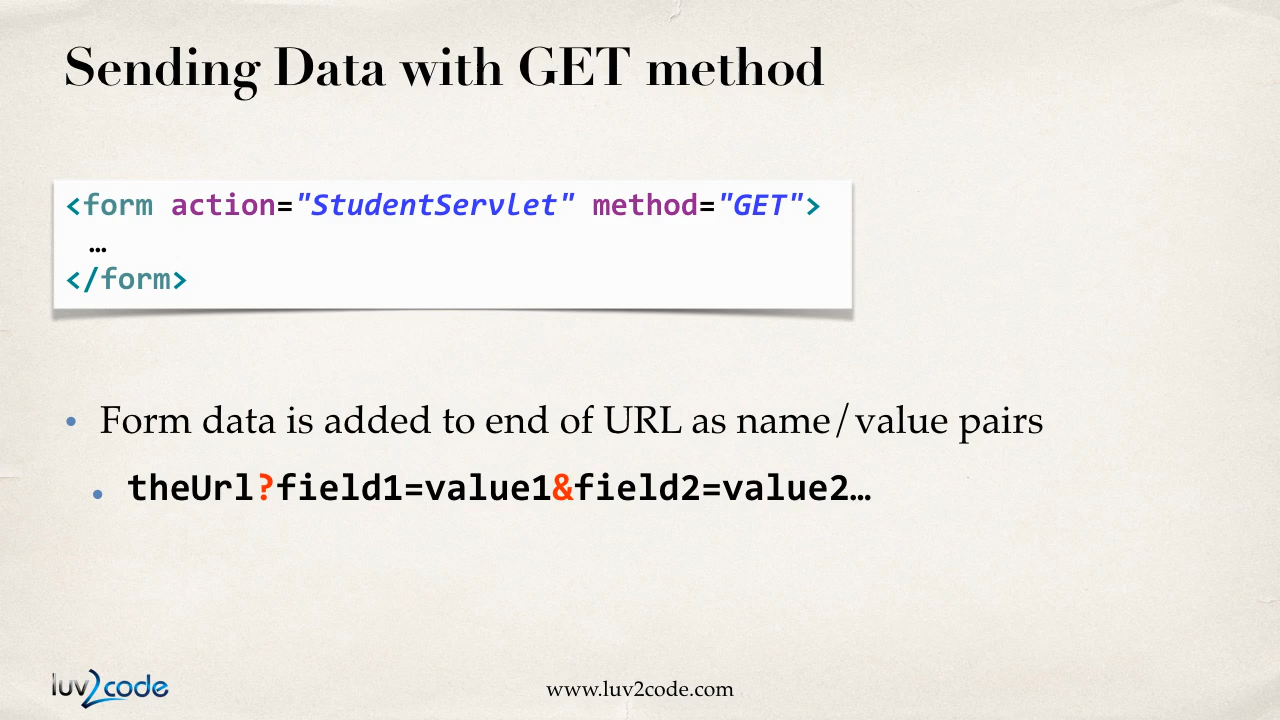 Sending Data with GET method
<form action="StudentServlet" method="GET">
…
</form>
• Form data is added to end of URL as name/value pairs
• theUrl?field1=value1&field2=value2…
luv2code
www.luv2code.com